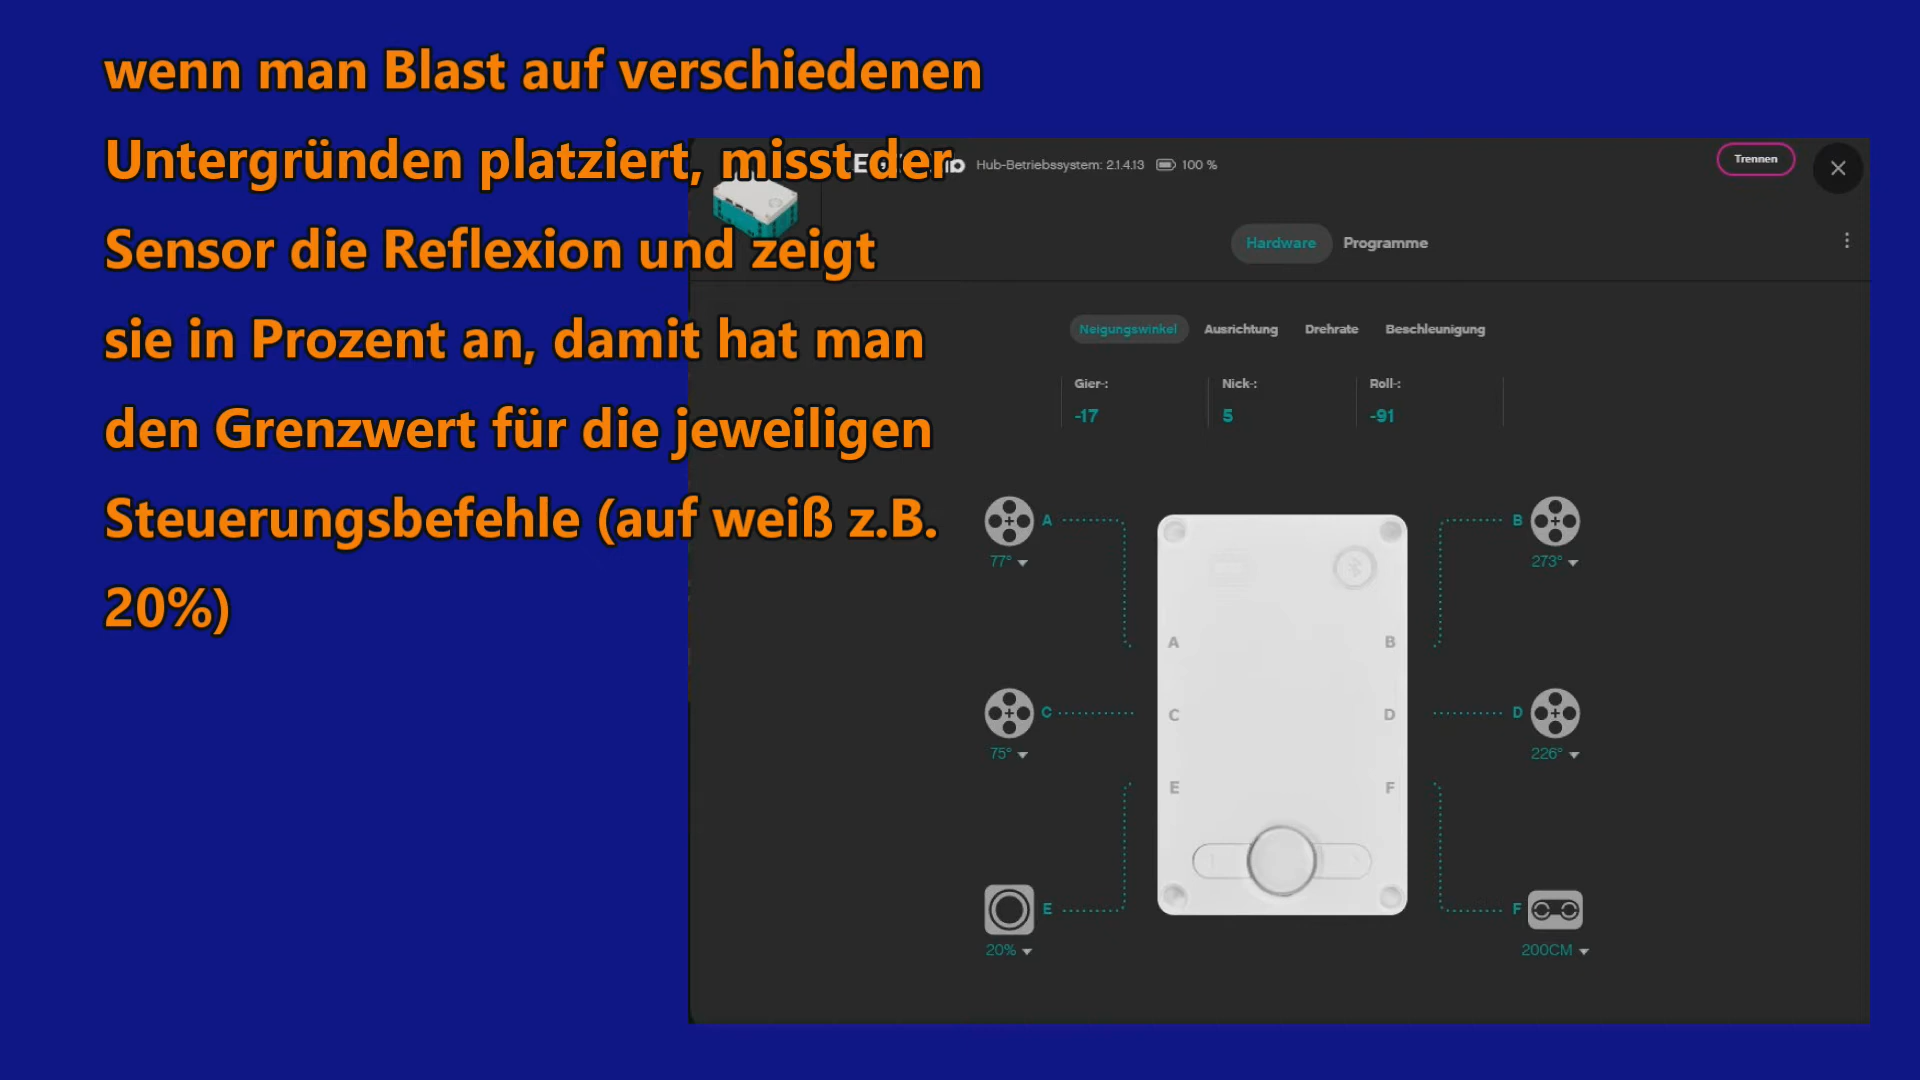 wenn man Blast auf verschiedenen
Untergründen platziert, misst der
Sensor die Reflexion und zeigt
sie in Prozent an, damit hat man
den Grenzwert für die jeweiligen
Steuerungsbefehle (auf weiß z.B.
20%)
Hub-Betriebssystem: 2.1.4.13 100 %
Trennen
Hardware Programme
Neigungswinkel Ausrichtung Drehrate Beschleunigung
Gier-: Nick-: Roll-:
-17 5 -91
A B
77° 273°
A B
C C D D
75° 226°
E F
E F
20% 200CM